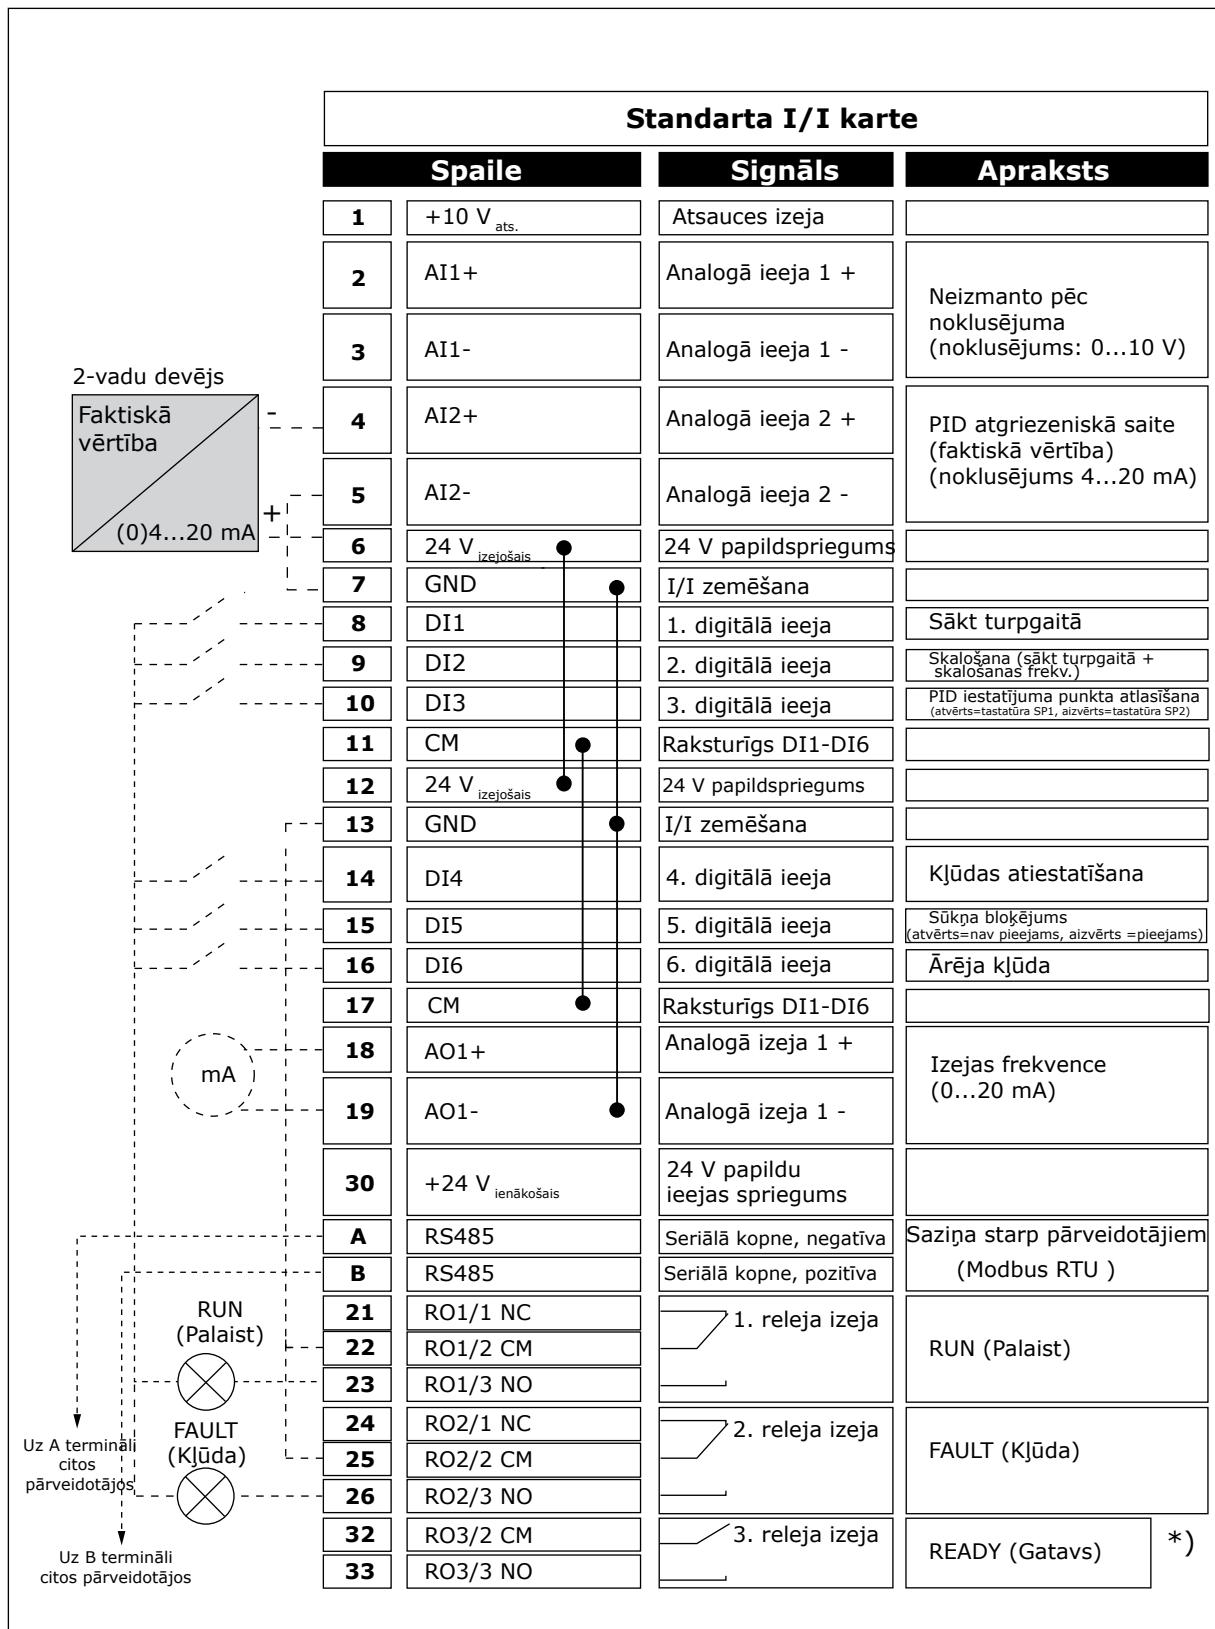 Standarta I/I karte
Spaile Signāls Apraksts
1 +10 V ats. Atsauces izeja
2 AI1+ Analogā ieeja 1 +
Neizmanto pēc
noklusējuma
(noklusējums: 0...10 V)
3 AI1- Analogā ieeja 1 -
2-vadu devējs
Faktiskā
vērtība
-
+
(0)4...20 mA
4 AI2+ Analogā ieeja 2 +
PID atgriezeniskā saite
(faktiskā vērtība)
(noklusējums 4...20 mA)
5 AI2- Analogā ieeja 2 -
6 24 V izejošais 24 V papildspriegums
7 GND I/I zemēšana
8 DI1 1. digitālā ieeja Sākt turpgaitā
9 DI2 2. digitālā ieeja Skalošana (sākt turpgaitā +
skalošanas frekv.)
10 DI3 3. digitālā ieeja PID iestatījuma punkta atlasīšana
(atvērts=tastatūra SP1, aizvērts=tastatūra SP2)
11 CM Raksturīgs DI1-DI6
12 24 V izejošais 24 V papildspriegums
13 GND I/I zemēšana
14 DI4 4. digitālā ieeja Kļūdas atiestatīšana
15 DI5 5. digitālā ieeja Sūkņa bloķējums
(atvērts=nav pieejams, aizvērts =pieejams)
16 DI6 6. digitālā ieeja Ārēja kļūda
17 CM Raksturīgs DI1-DI6
mA
18 AO1+ Analogā izeja 1 +
Izejas frekvence
(0...20 mA)
19 AO1- Analogā izeja 1 -
30 +24 V ienākošais 24 V papildu
ieejas spriegums
A RS485 Seriālā kopne, negatīva Saziņa starp pārveidotājiem
B RS485 Seriālā kopne, pozitīva (Modbus RTU )
RUN
(Palaist)
21 RO1/1 NC 1. releja izeja
22 RO1/2 CM RUN (Palaist)
23 RO1/3 NO
FAULT
(Kļūda)
24 RO2/1 NC 2. releja izeja
25 RO2/2 CM FAULT (Kļūda)
26 RO2/3 NO
Uz A termināli
citos
pārveidotājos
32 RO3/2 CM 3. releja izeja READY (Gatavs) *)
33 RO3/3 NO
Uz B termināli
citos pārveidotājos